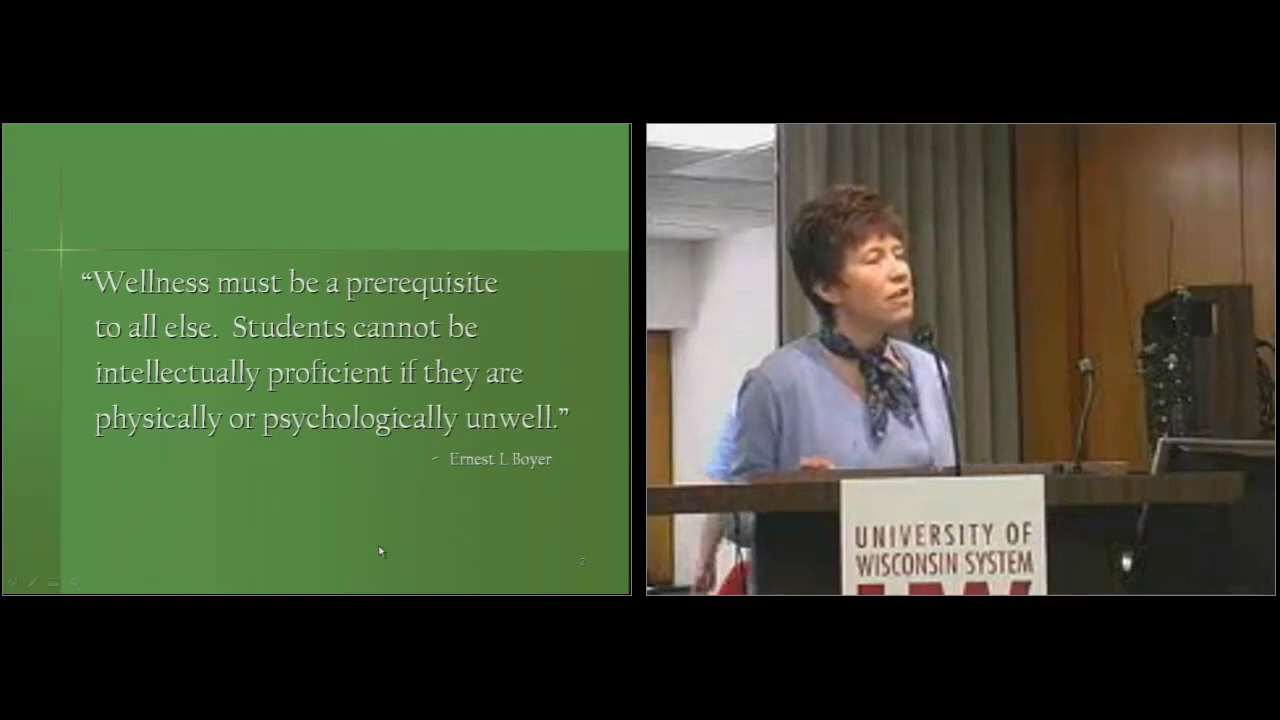 “Wellness must be a prerequisite
to all else. Students cannot be
intellectually proficient if they are
physically or psychologically unwell.”
- Ernest L Boyer
2
UNIVERSITY OF
WISCONSIN SYSTEM